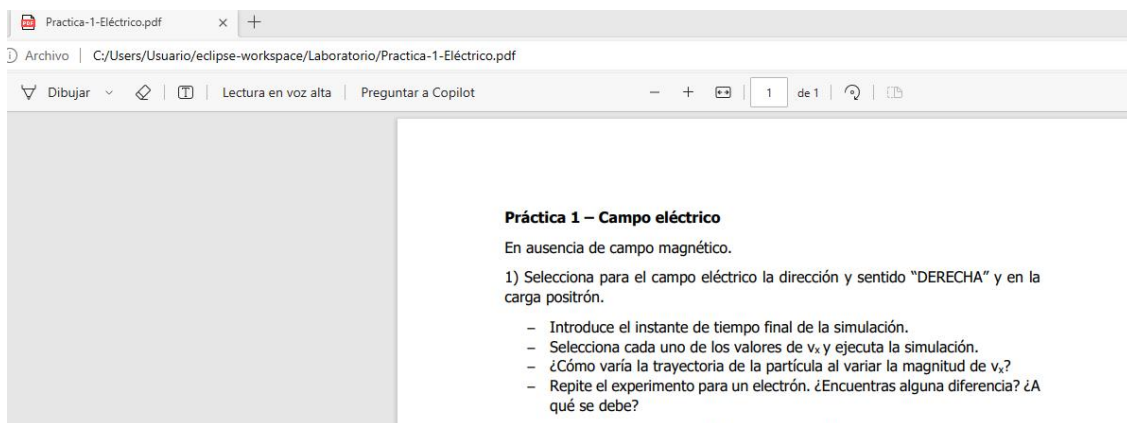 Practica-1-Eléctrico.pdf
Archivo C:/Users/Usuario/eclipse-workspace/Laboratorio/Practica-1-Eléctrico.pdf
Dibujar Lectura en voz alta Preguntar a Copilot 1 de 1
Práctica 1 – Campo eléctrico
En ausencia de campo magnético.
1) Selecciona para el campo eléctrico la dirección y sentido “DERECHA” y en la
carga positrón.
– Introduce el instante de tiempo final de la simulación.
– Selecciona cada uno de los valores de vₓ y ejecuta la simulación.
– ¿Cómo varía la trayectoria de la partícula al variar la magnitud de vₓ?
– Repite el experimento para un electrón. ¿Encuentras alguna diferencia? ¿A
qué se debe?